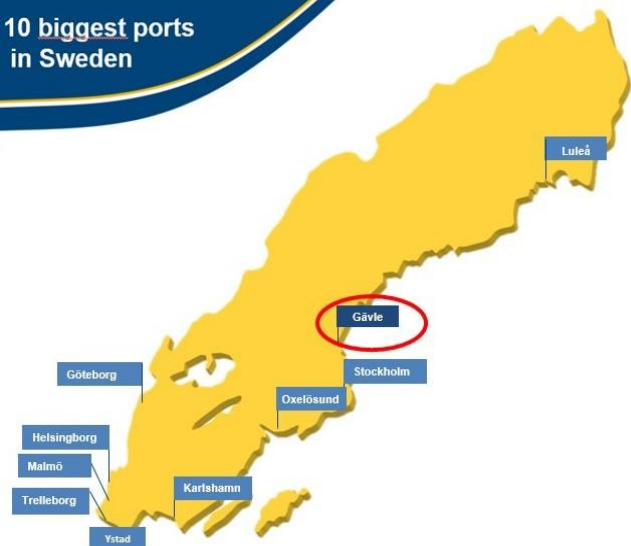 10 biggest ports
in Sweden
Luleå
Gävle
Stockholm
Göteborg
Oxelösund
Helsingborg
Malmö
Karlshamn
Trelleborg
Ystad